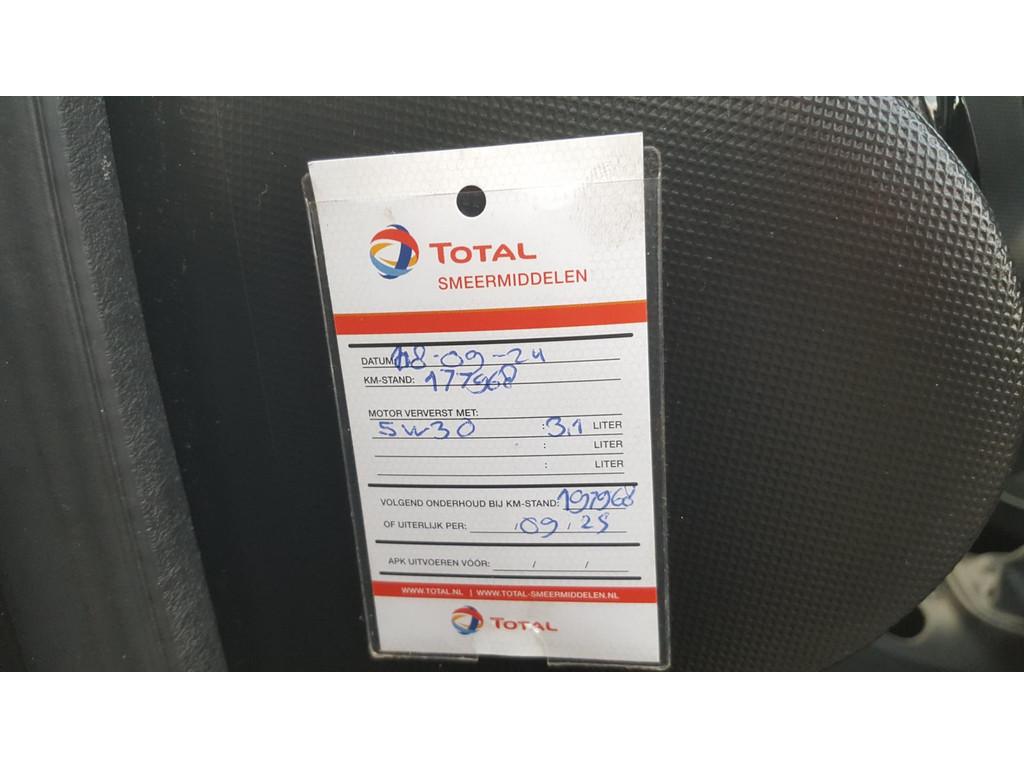 TOTAL
SMEERMIDDELEN
DATUM: 18-09-24
KM-STAND: 177968
MOTOR VERVERST MET:
5W30 : 3,1 LITER
: LITER
: LITER
VOLGEND ONDERHOUD BIJ KM-STAND: 197968
OF UITERLIJK PER: / 09 / 25
APK UITVOEREN VÓÓR: / /
WWW.TOTAL.NL | WWW.TOTAL-SMEERMIDDELEN.NL
TOTAL